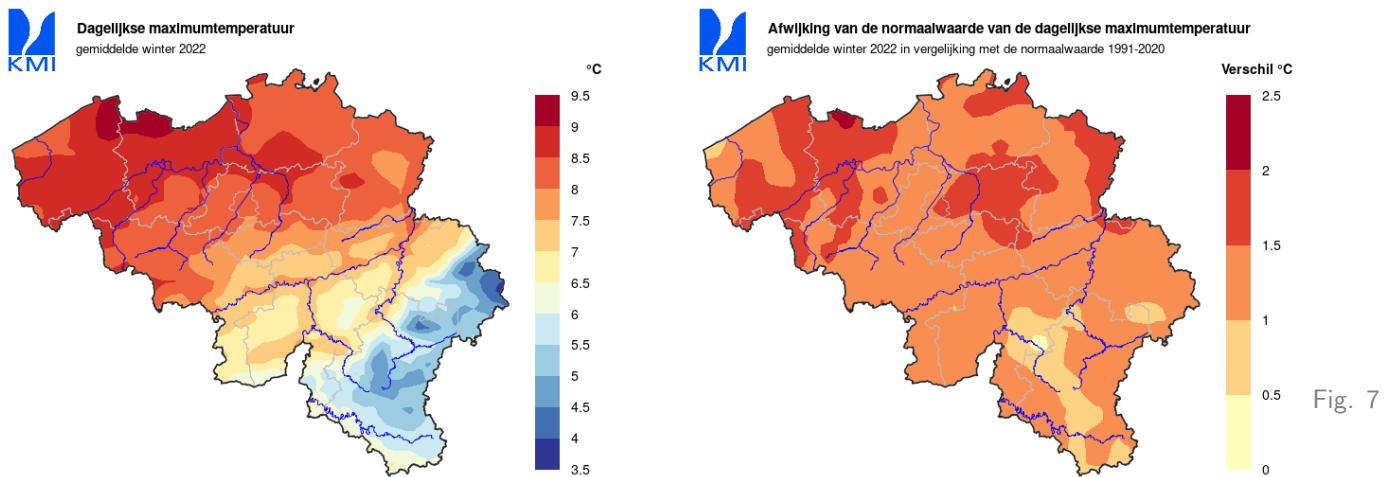 KMI
Dagelijkse maximumtemperatuur
gemiddelde winter 2022
°C
9.5
9
8.5
8
7.5
7
6.5
6
5.5
5
4.5
4
3.5
KMI
Afwijking van de normaalwaarde van de dagelijkse maximumtemperatuur
gemiddelde winter 2022 in vergelijking met de normaalwaarde 1991-2020
Verschil °C
2.5
2
1.5
1
0.5
0
Fig. 7